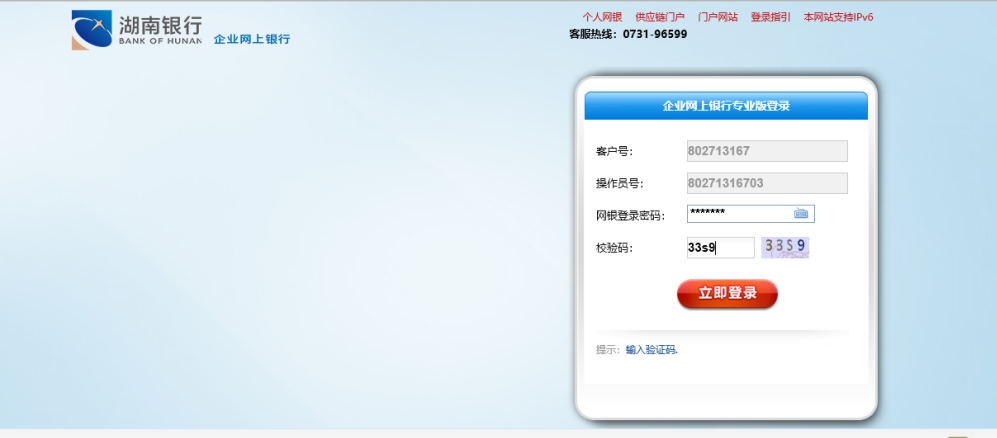 湖南银行
BANK OF HUNAN
企业网上银行
个人网银 供应链门户 门户网站 登录指引 本网站支持IPv6
客服热线：0731-96599
企业网上银行专业版登录
客户号： 802713167
操作员号： 80271316703
网银登录密码： *******
校验码： 33s9 33S9
立即登录
提示：输入验证码.